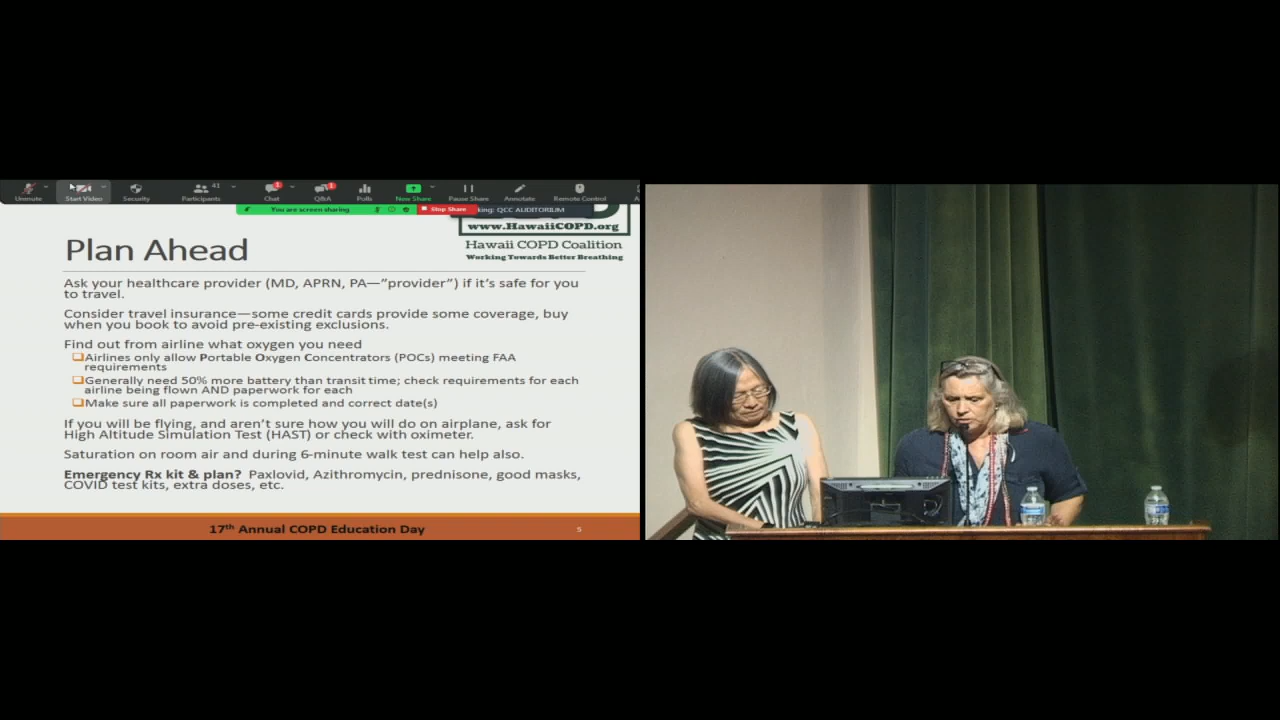 Unmute
Start Video
Security
41
Participants
1
Chat
1
Q&A
Polls
New Share
Pause Share
Annotate
Remote Control
You are screen sharing
Stop Share
king: QCC AUDITORIUM
www.HawaiiCOPD.org
Hawaii COPD Coalition
Working Towards Better Breathing
Plan Ahead
Ask your healthcare provider (MD, APRN, PA—”provider”) if it’s safe for you
to travel.
Consider travel insurance—some credit cards provide some coverage, buy
when you book to avoid pre-existing exclusions.
Find out from airline what oxygen you need
Airlines only allow Portable Oxygen Concentrators (POCs) meeting FAA
requirements
Generally need 50% more battery than transit time; check requirements for each
airline being flown AND paperwork for each
Make sure all paperwork is completed and correct date(s)
If you will be flying, and aren’t sure how you will do on airplane, ask for
High Altitude Simulation Test (HAST) or check with oximeter.
Saturation on room air and during 6-minute walk test can help also.
Emergency Rx kit & plan? Paxlovid, Azithromycin, prednisone, good masks,
COVID test kits, extra doses, etc.
17th Annual COPD Education Day
5